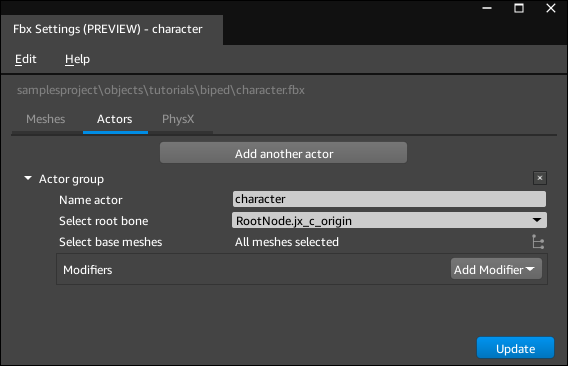 Fbx Settings (PREVIEW) - character
Edit Help
samplesproject\objects\tutorials\biped\character.fbx
Meshes Actors PhysX
Add another actor
Actor group
Name actor character
Select root bone RootNode.jx_c_origin
Select base meshes All meshes selected
Modifiers Add Modifier
Update